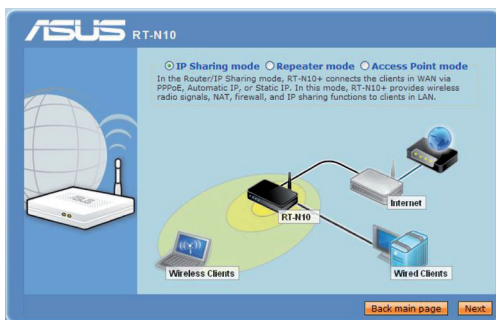 ASUS RT-N10
IP Sharing mode Repeater mode Access Point mode
In the Router/IP Sharing mode, RT-N10+ connects the clients in WAN via
PPPoE, Automatic IP, or Static IP. In this mode, RT-N10+ provides wireless
radio signals, NAT, firewall, and IP sharing functions to clients in LAN.
ASUS
Internet
RT-N10
Wireless Clients
Wired Clients
Back main page Next